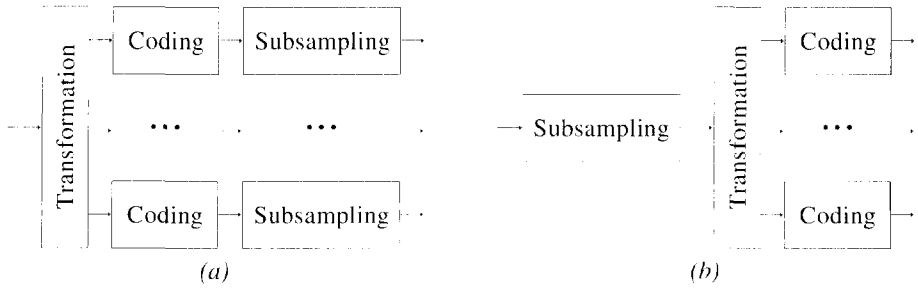 Transformation
Coding
Subsampling
... ...
Coding
Subsampling
(a)
Subsampling
Transformation
Coding
...
Coding
(b)